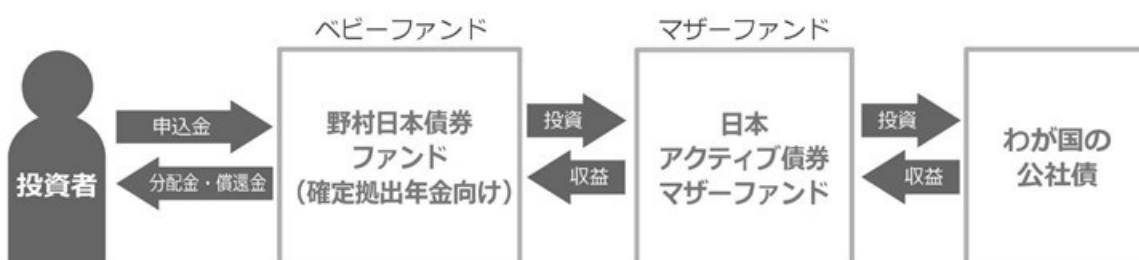 ベビーファンド
マザーファンド
投資者
申込金
分配金・償還金
野村日本債券
ファンド
（確定拠出年金向け）
投資
収益
日本
アクティブ債券
マザーファンド
投資
収益
わが国の
公社債